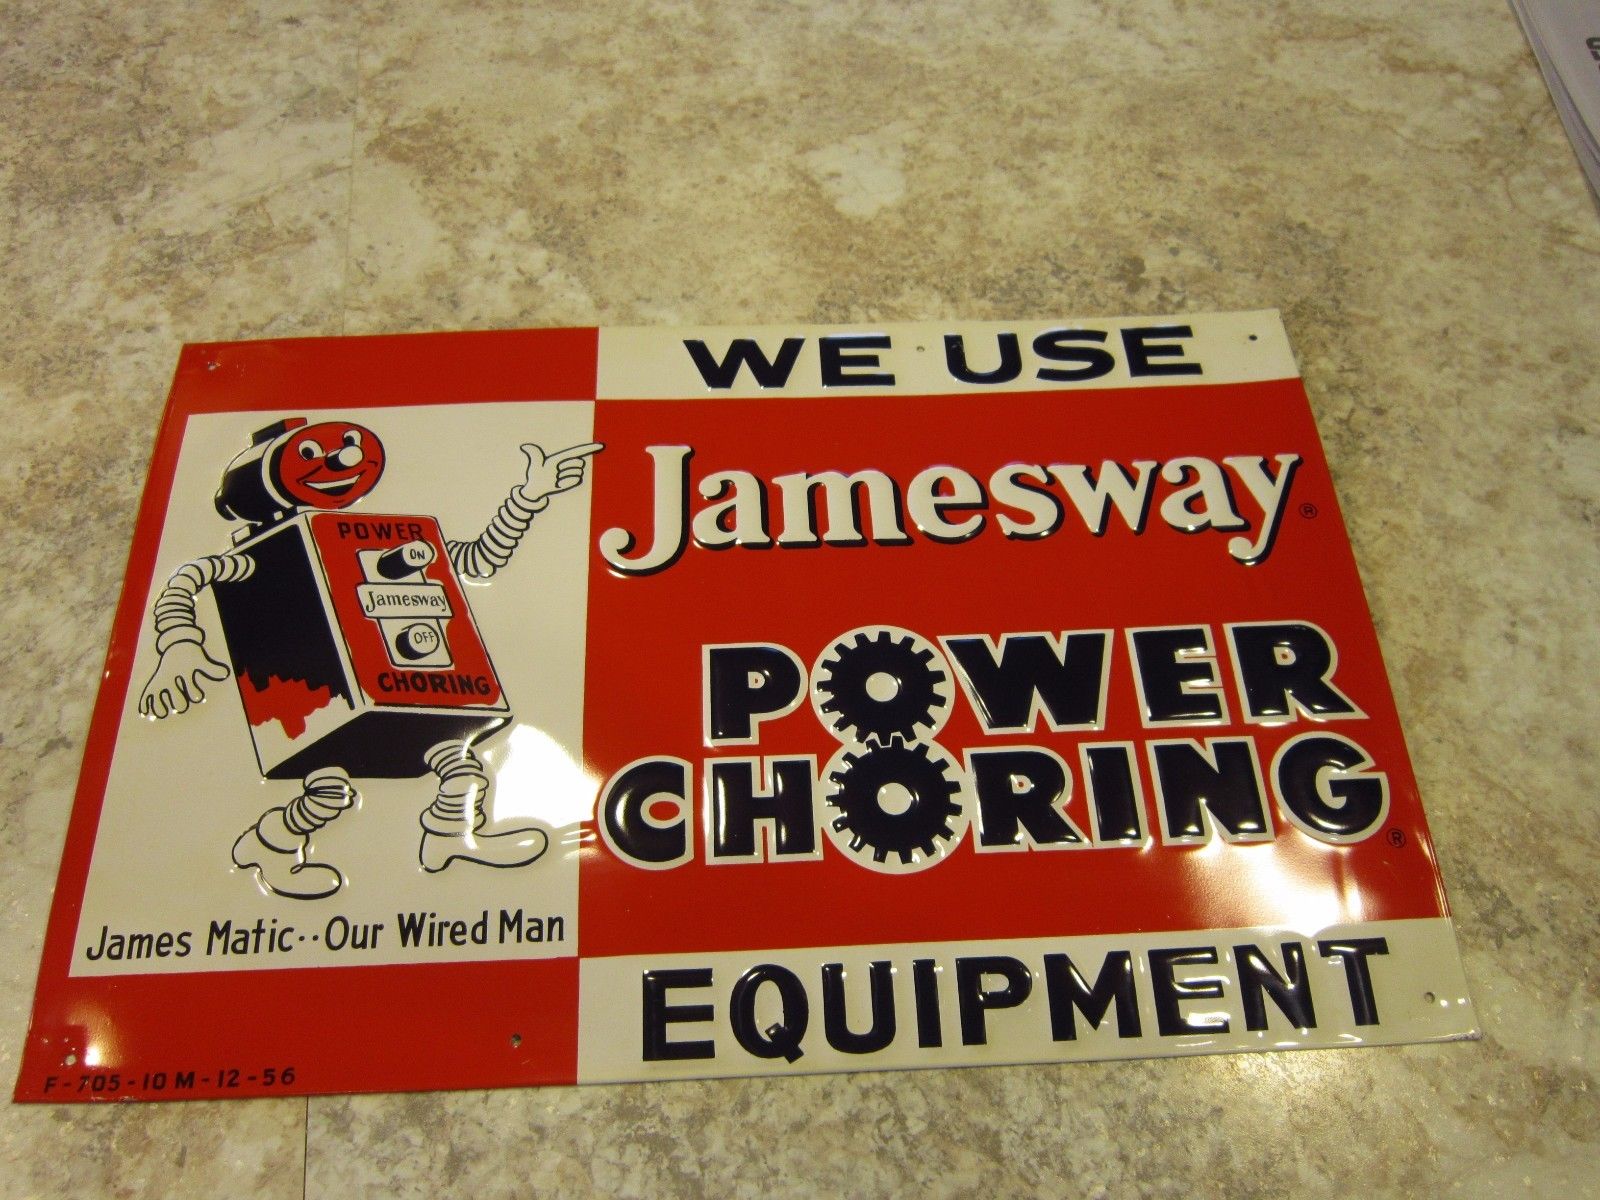 WE USE
Jamesway®
POWER
CHORING®
EQUIPMENT
POWER
ON
Jamesway
OFF
CHORING
James Matic··Our Wired Man
F-705-10M-12-56